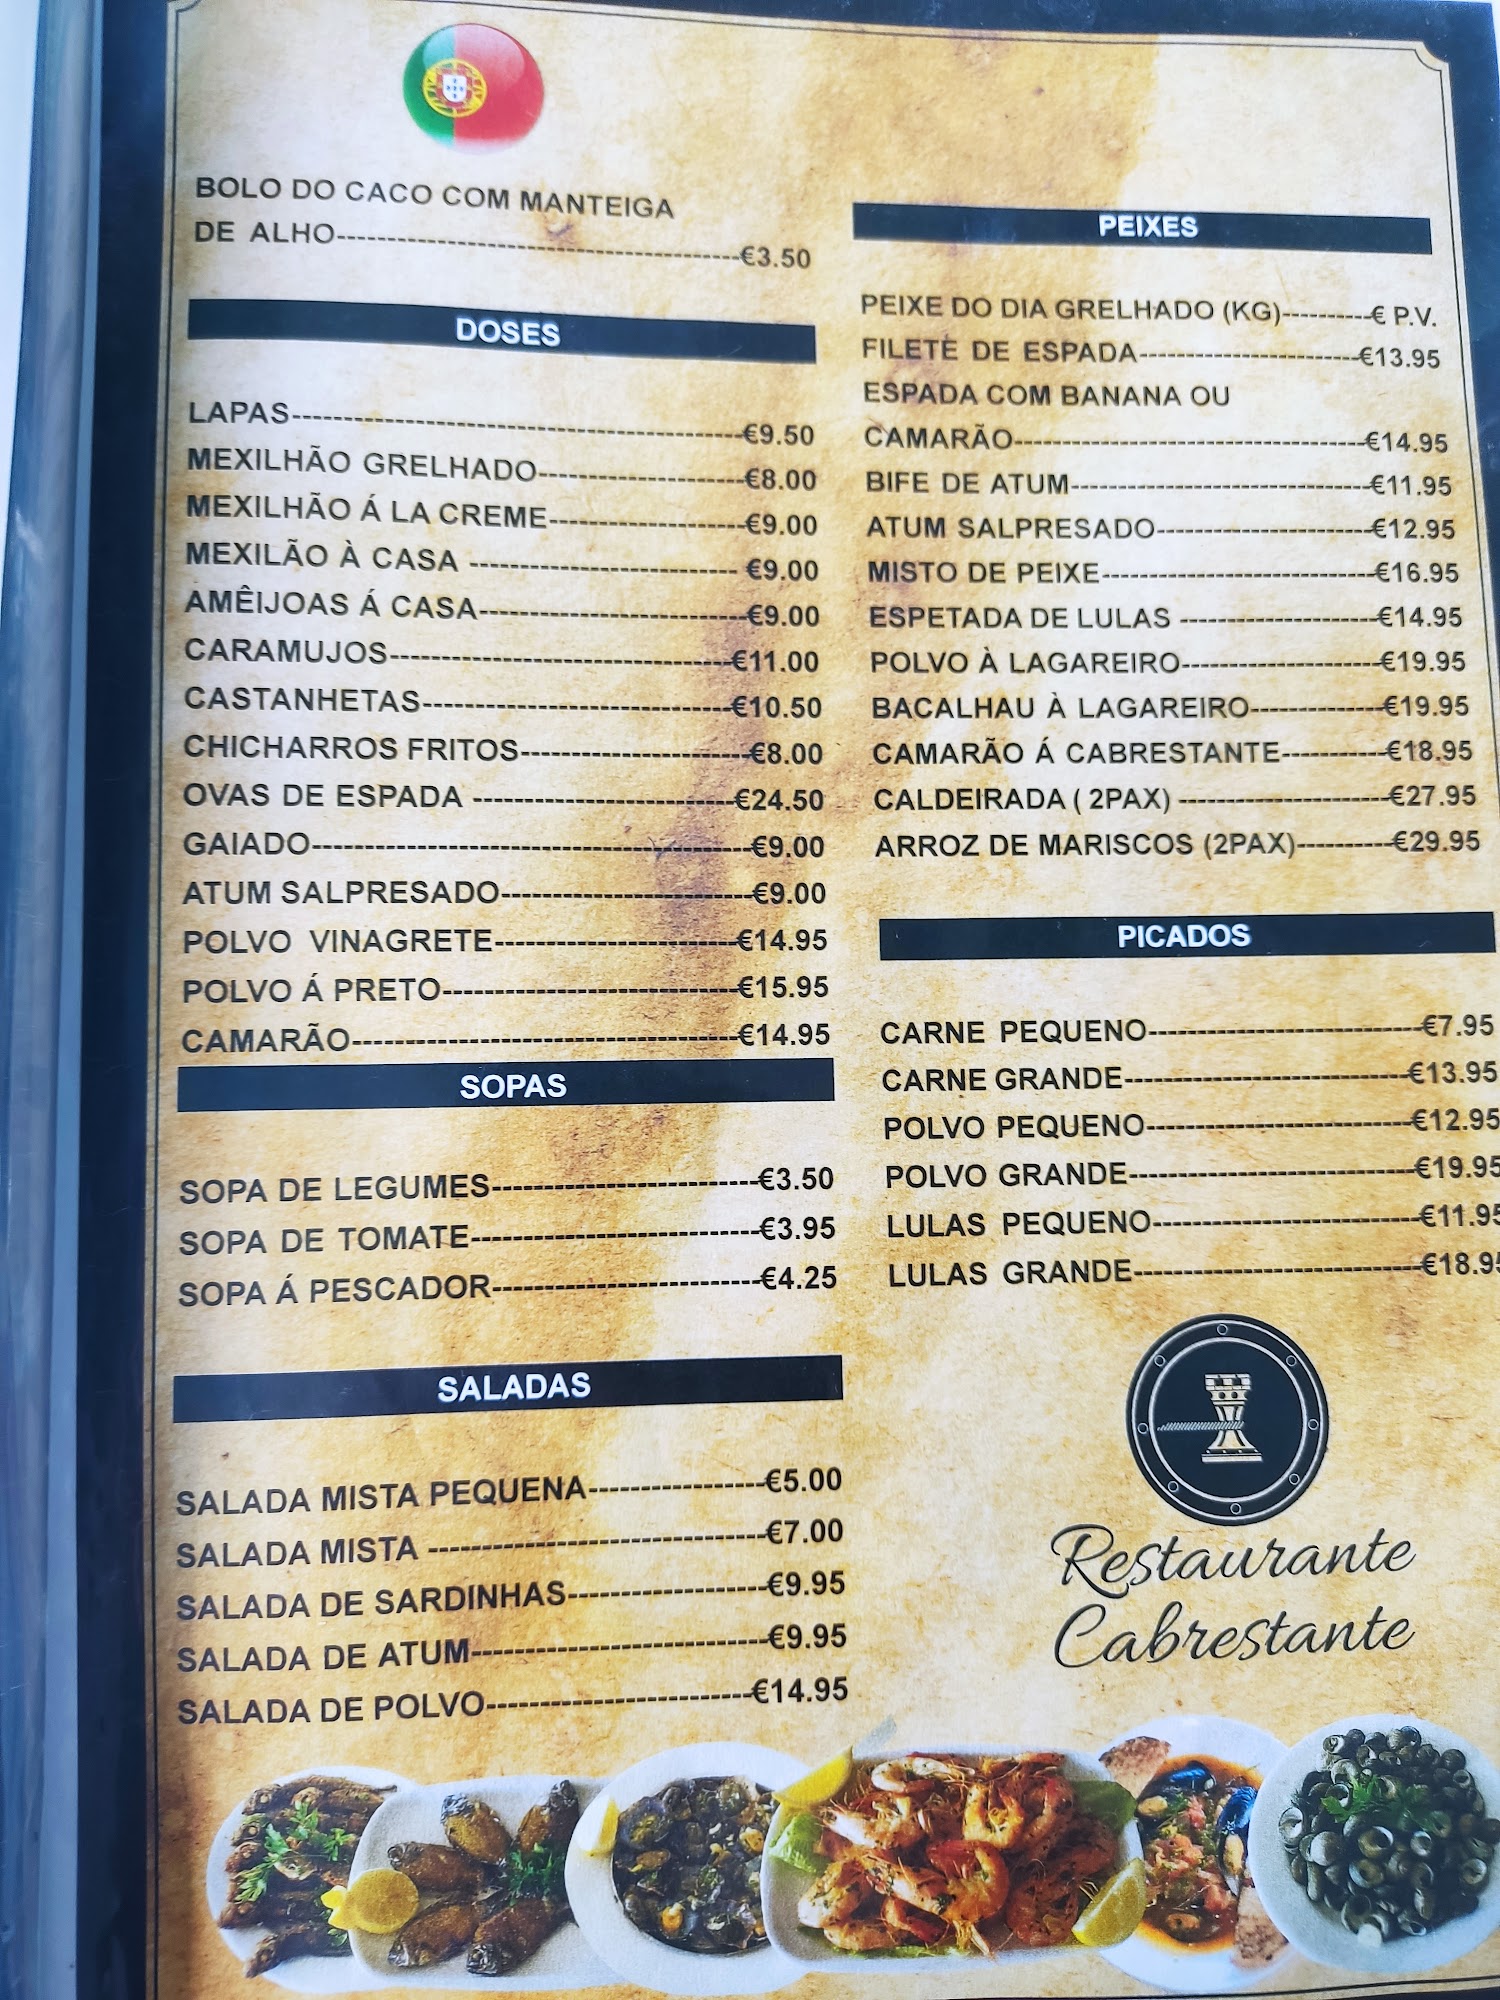 BOLO DO CACO COM MANTEIGA
DE ALHO----------------------------------------€3.50
DOSES
LAPAS--------------------------------------------€9.50
MEXILHÃO GRELHADO--------------------€8.00
MEXILHÃO Á LA CREME-------------------€9.00
MEXILÃO À CASA -------------------------- €9.00
AMÊIJOAS Á CASA--------------------------€9.00
CARAMUJOS---------------------------------€11.00
CASTANHETAS------------------------------€10.50
CHICHARROS FRITOS----------------------€8.00
OVAS DE ESPADA -------------------------€24.50
GAIADO------------------------------------------€9.00
ATUM SALPRESADO------------------------€9.00
POLVO VINAGRETE-----------------------€14.95
POLVO Á PRETO----------------------------€15.95
CAMARÃO-------------------------------------€14.95
SOPAS
SOPA DE LEGUMES--------------------------€3.50
SOPA DE TOMATE----------------------------€3.95
SOPA Á PESCADOR--------------------------€4.25
SALADAS
SALADA MISTA PEQUENA-----------------€5.00
SALADA MISTA --------------------------------€7.00
SALADA DE SARDINHAS-------------------€9.95
SALADA DE ATUM----------------------------€9.95
SALADA DE POLVO-------------------------€14.95
PEIXES
PEIXE DO DIA GRELHADO (KG)----------€ P.V.
FILETE DE ESPADA------------------------€13.95
ESPADA COM BANANA OU
CAMARÃO-------------------------------------€14.95
BIFE DE ATUM--------------------------------€11.95
ATUM SALPRESADO-----------------------€12.95
MISTO DE PEIXE-----------------------------€16.95
ESPETADA DE LULAS ---------------------€14.95
POLVO À LAGAREIRO---------------------€19.95
BACALHAU À LAGAREIRO--------------€19.95
CAMARÃO Á CABRESTANTE-----------€18.95
CALDEIRADA ( 2PAX) ----------------------€27.95
ARROZ DE MARISCOS (2PAX)----------€29.95
PICADOS
CARNE PEQUENO---------------------------€7.95
CARNE GRANDE----------------------------€13.95
POLVO PEQUENO--------------------------€12.95
POLVO GRANDE----------------------------€19.95
LULAS PEQUENO---------------------------€11.95
LULAS GRANDE-----------------------------€18.95
Restaurante
Cabrestante